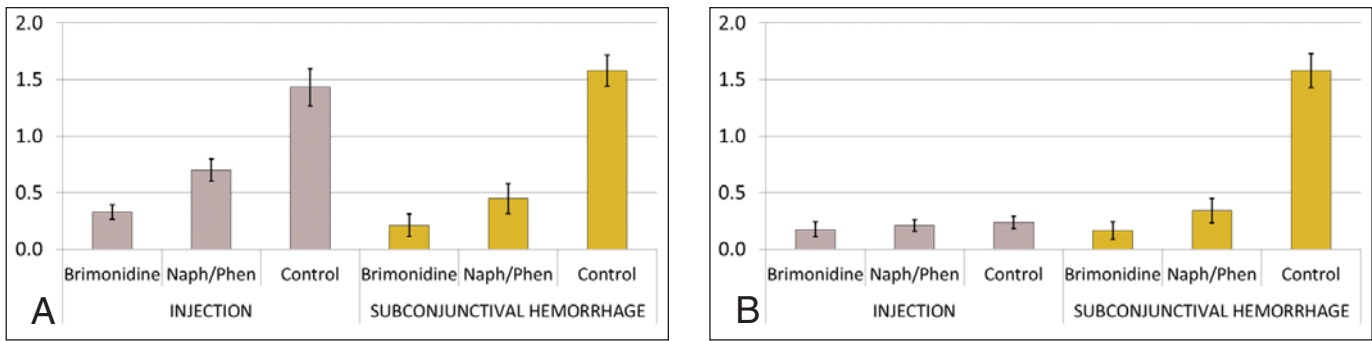 2.0
1.5
1.0
0.5
0.0
Brimonidine Naph/Phen Control Brimonidine Naph/Phen Control
INJECTION SUBCONJUNCTIVAL HEMORRHAGE
A
2.0
1.5
1.0
0.5
0.0
Brimonidine Naph/Phen Control Brimonidine Naph/Phen Control
INJECTION SUBCONJUNCTIVAL HEMORRHAGE
B